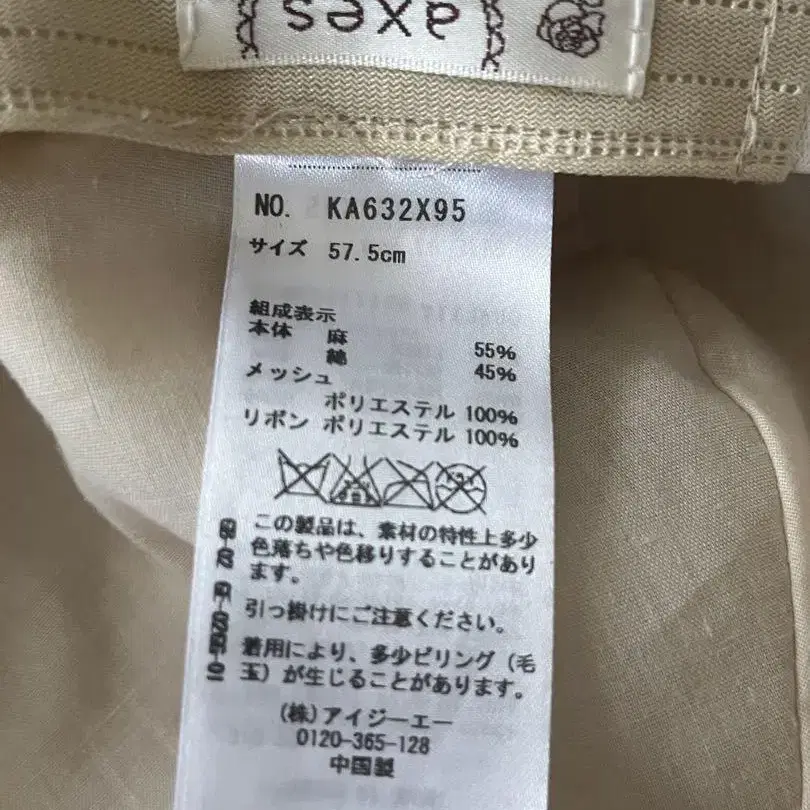 axes
NO. KA632X95
サイズ 57.5cm
組成表示
本体 麻 55%
綿 45%
メッシュ
ポリエステル 100%
リボン ポリエステル 100%
この製品は、素材の特性上多少
色落ちや色移りすることがあり
ます。
引っ掛けにご注意ください。
着用により、多少ピリング（毛
玉）が生じることがあります。
(株)アイジーエー
0120-365-128
中国製